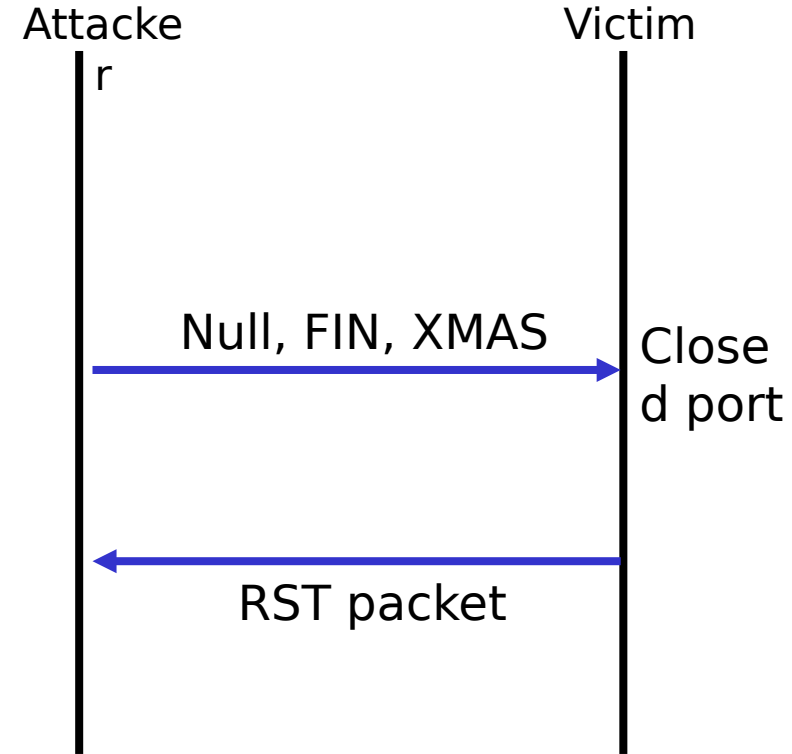 Attacke
r
Victim
Null, FIN, XMAS
Close
d port
RST packet